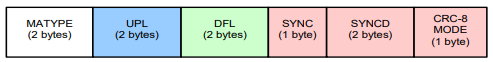 MATYPE
(2 bytes)
UPL
(2 bytes)
DFL
(2 bytes)
SYNC
(1 byte)
SYNCD
(2 bytes)
CRC-8
MODE
(1 byte)